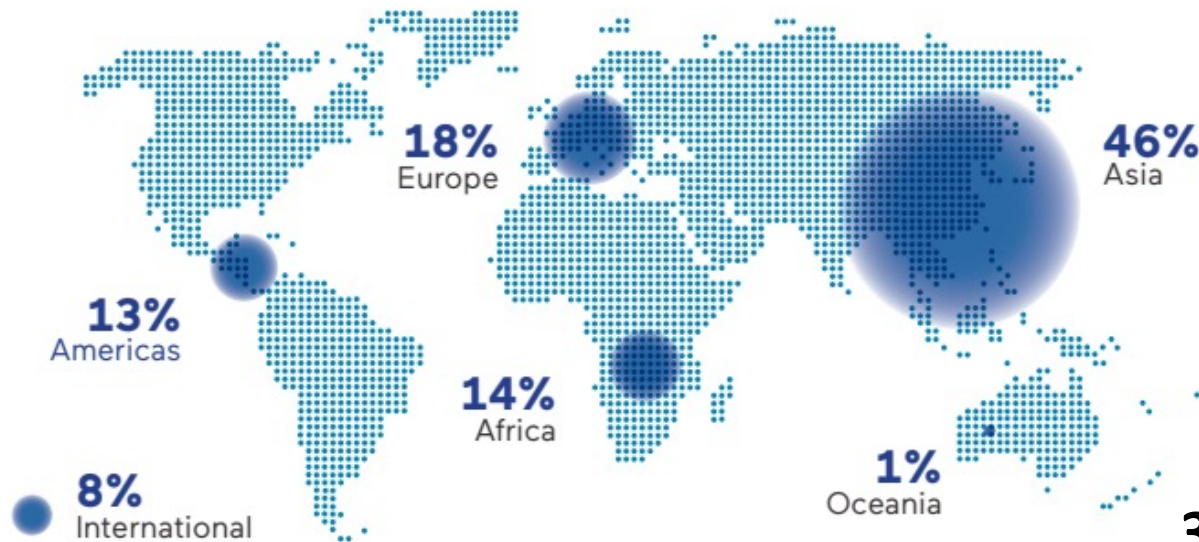 18%
Europe
46%
Asia
13%
Americas
14%
Africa
1%
Oceania
8%
International